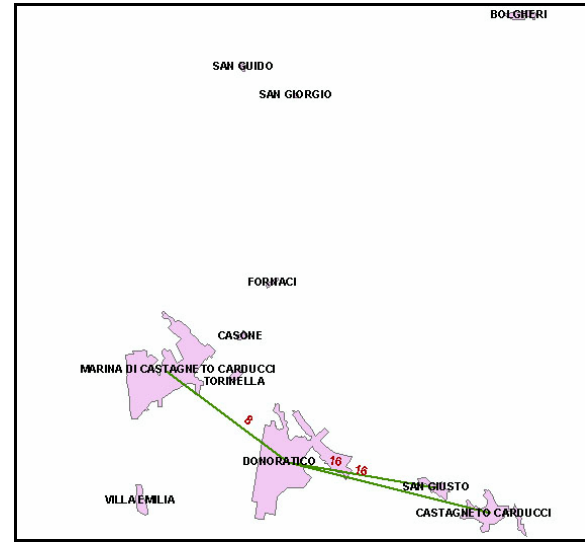 BOLGHERI
SAN GUIDO
SAN GIORGIO
FORNACI
CASONE
MARINA DI CASTAGNETO CARDUCCI
TORINELLA
8
DONORATICO
16
16
SAN GIUSTO
VILLA EMILIA
CASTAGNETO CARDUCCI